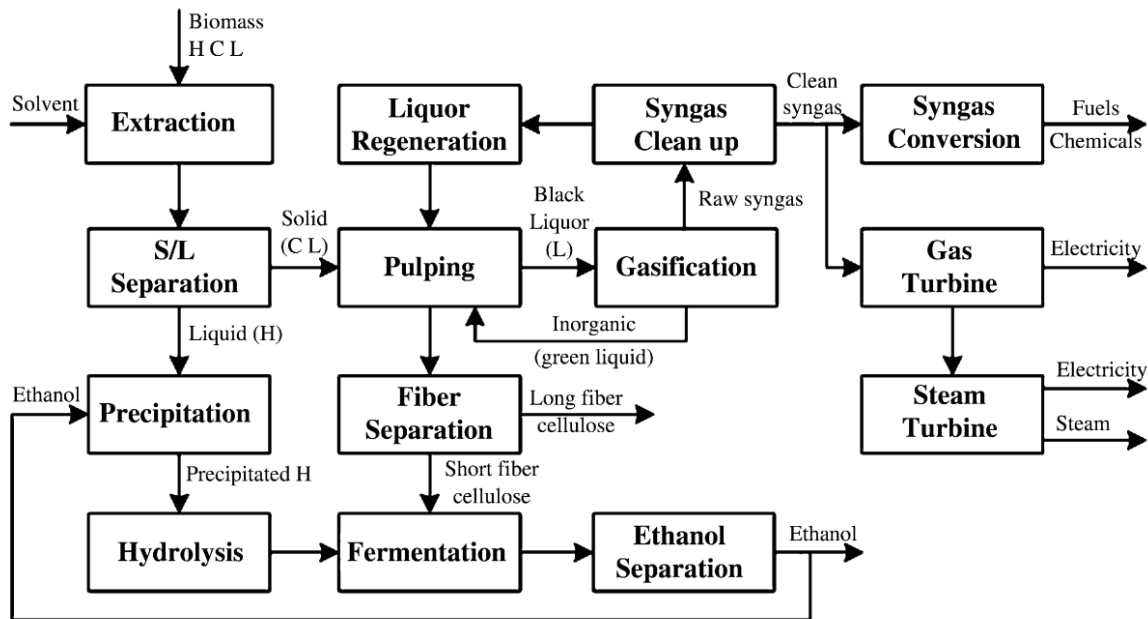 Biomass
H C L
Solvent
Extraction
Liquor
Regeneration
Syngas
Clean up
Clean
syngas
Syngas
Conversion
Fuels
Chemicals
S/L
Separation
Solid
(C L)
Pulping
Black
Liquor
(L)
Gasification
Raw syngas
Gas
Turbine
Electricity
Liquid (H)
Inorganic
(green liquid)
Ethanol
Precipitation
Fiber
Separation
Long fiber
cellulose
Steam
Turbine
Electricity
Steam
Precipitated H
Short fiber
cellulose
Hydrolysis
Fermentation
Ethanol
Separation
Ethanol